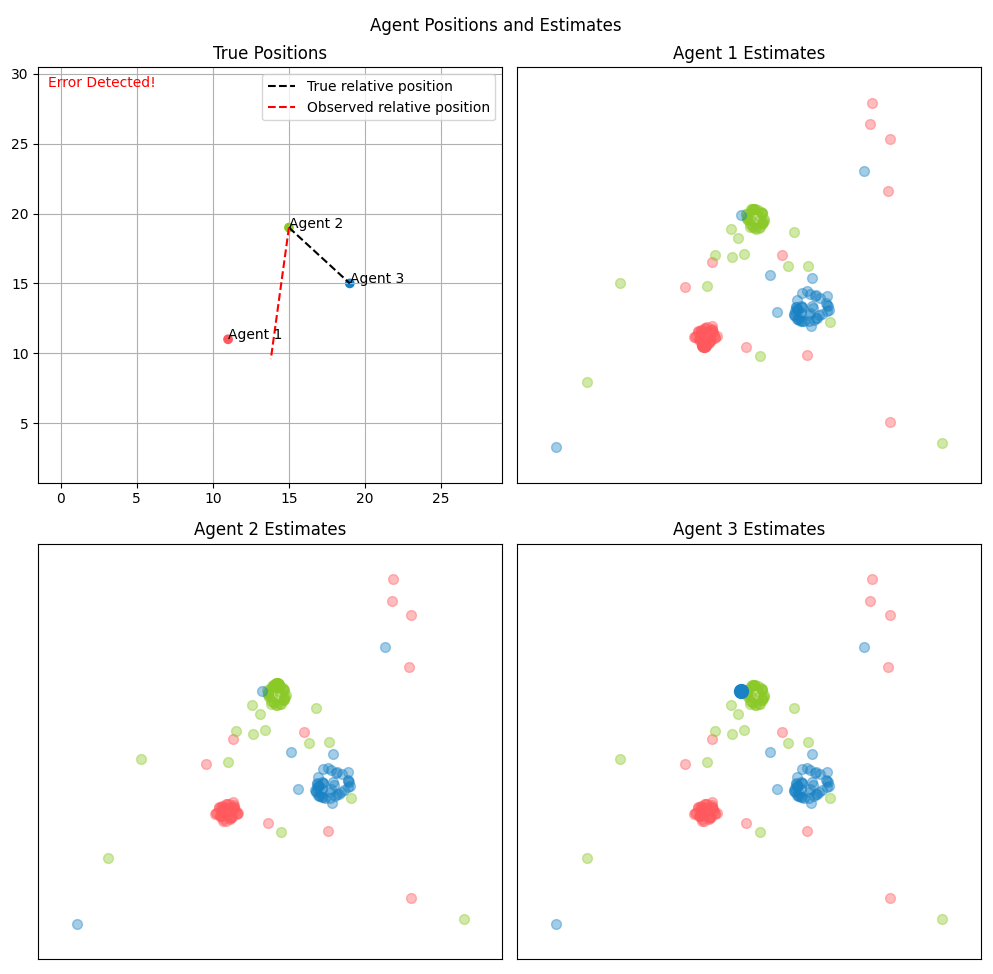 Agent Positions and Estimates
True Positions
Agent 1 Estimates
Error Detected!
True relative position
Observed relative position
30
25
20
15
10
5
Agent 2
Agent 3
Agent 1
0
5
10
15
20
25
Agent 2 Estimates
Agent 3 Estimates